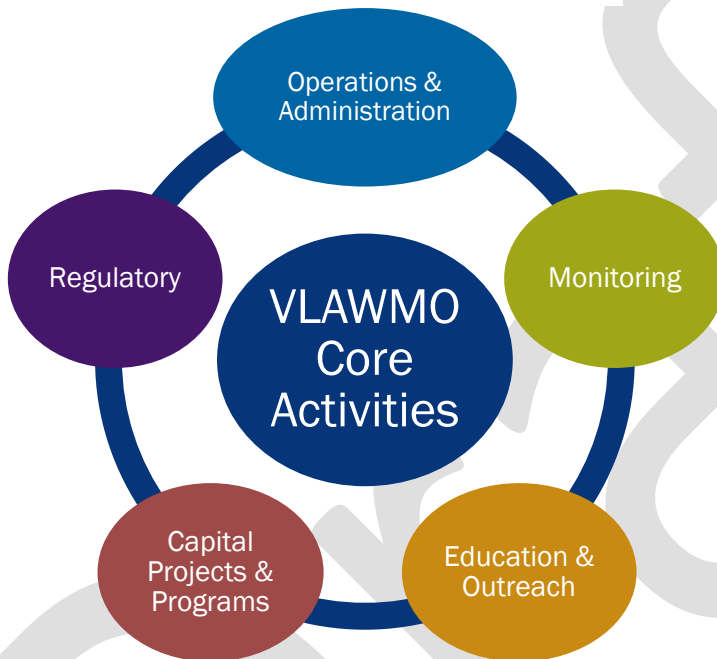 Operations &
Administration
Regulatory
Monitoring
VLAWMO
Core
Activities
Capital
Projects &
Programs
Education &
Outreach